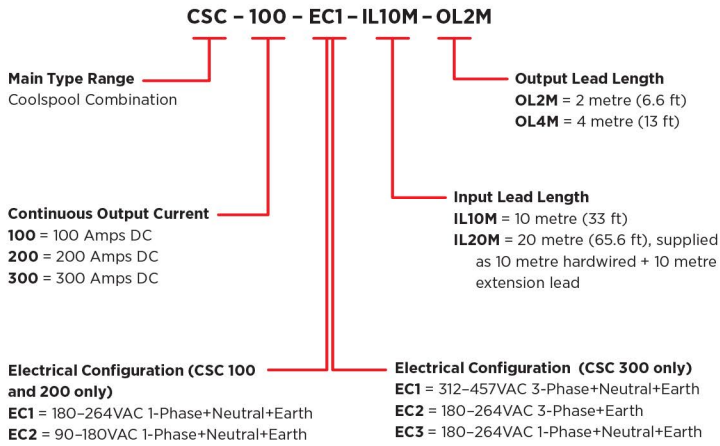 CSC – 100 – EC1 – IL10M – OL2M
Main Type Range
Coolspool Combination
Output Lead Length
OL2M = 2 metre (6.6 ft)
OL4M = 4 metre (13 ft)
Continuous Output Current
100 = 100 Amps DC
200 = 200 Amps DC
300 = 300 Amps DC
Input Lead Length
IL10M = 10 metre (33 ft)
IL20M = 20 metre (65.6 ft), supplied
as 10 metre hardwired + 10 metre
extension lead
Electrical Configuration (CSC 100
and 200 only)
EC1 = 180–264VAC 1-Phase+Neutral+Earth
EC2 = 90–180VAC 1-Phase+Neutral+Earth
Electrical Configuration (CSC 300 only)
EC1 = 312–457VAC 3-Phase+Neutral+Earth
EC2 = 180–264VAC 3-Phase+Earth
EC3 = 180–264VAC 1-Phase+Neutral+Earth